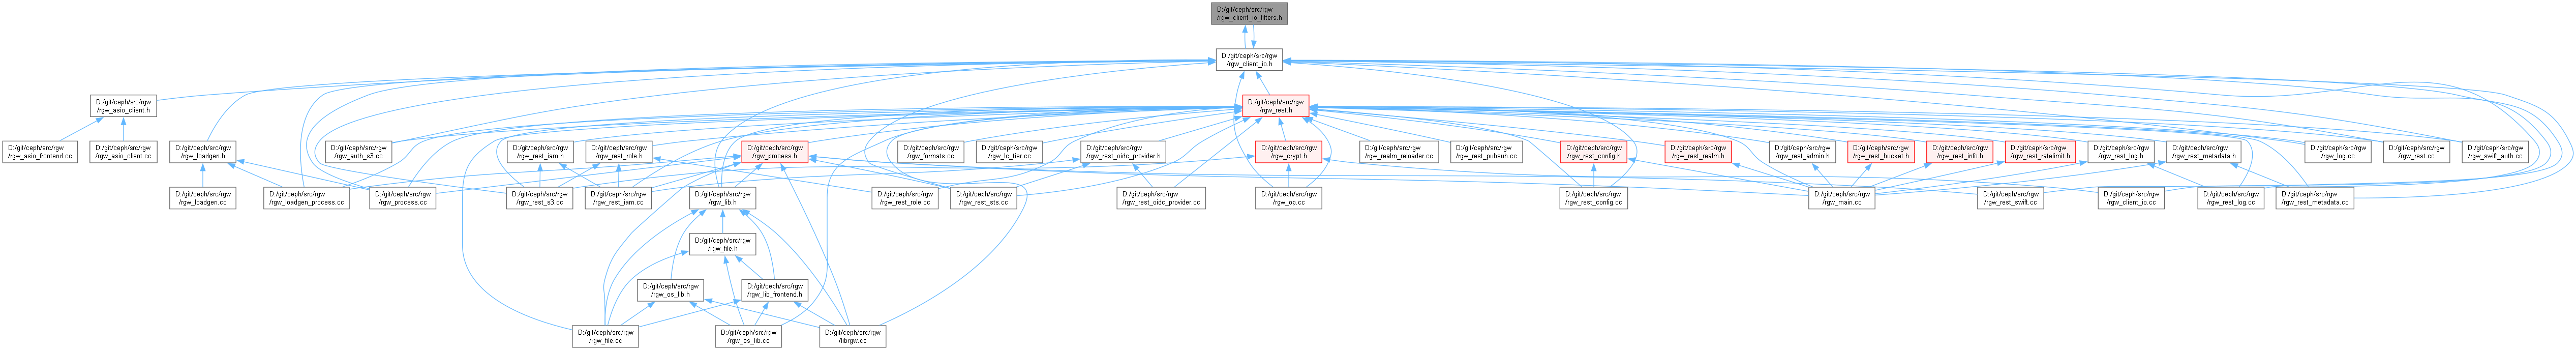 D:/git/ceph/src/rgw
/rgw_client_io_filters.h
D:/git/ceph/src/rgw
/rgw_client_io.h
D:/git/ceph/src/rgw
/rgw_asio_client.h
D:/git/ceph/src/rgw
/rgw_rest.h
D:/git/ceph/src/rgw
/rgw_asio_frontend.cc
D:/git/ceph/src/rgw
/rgw_asio_client.cc
D:/git/ceph/src/rgw
/rgw_loadgen.h
D:/git/ceph/src/rgw
/rgw_auth_s3.cc
D:/git/ceph/src/rgw
/rgw_rest_iam.h
D:/git/ceph/src/rgw
/rgw_rest_role.h
D:/git/ceph/src/rgw
/rgw_process.h
D:/git/ceph/src/rgw
/rgw_formats.cc
D:/git/ceph/src/rgw
/rgw_lc_tier.cc
D:/git/ceph/src/rgw
/rgw_rest_oidc_provider.h
D:/git/ceph/src/rgw
/rgw_crypt.h
D:/git/ceph/src/rgw
/rgw_realm_reloader.cc
D:/git/ceph/src/rgw
/rgw_rest_pubsub.cc
D:/git/ceph/src/rgw
/rgw_rest_config.h
D:/git/ceph/src/rgw
/rgw_rest_realm.h
D:/git/ceph/src/rgw
/rgw_rest_admin.h
D:/git/ceph/src/rgw
/rgw_rest_bucket.h
D:/git/ceph/src/rgw
/rgw_rest_info.h
D:/git/ceph/src/rgw
/rgw_rest_ratelimit.h
D:/git/ceph/src/rgw
/rgw_rest_log.h
D:/git/ceph/src/rgw
/rgw_rest_metadata.h
D:/git/ceph/src/rgw
/rgw_log.cc
D:/git/ceph/src/rgw
/rgw_rest.cc
D:/git/ceph/src/rgw
/rgw_swift_auth.cc
D:/git/ceph/src/rgw
/rgw_loadgen.cc
D:/git/ceph/src/rgw
/rgw_loadgen_process.cc
D:/git/ceph/src/rgw
/rgw_process.cc
D:/git/ceph/src/rgw
/rgw_rest_s3.cc
D:/git/ceph/src/rgw
/rgw_rest_iam.cc
D:/git/ceph/src/rgw
/rgw_lib.h
D:/git/ceph/src/rgw
/rgw_rest_role.cc
D:/git/ceph/src/rgw
/rgw_rest_sts.cc
D:/git/ceph/src/rgw
/rgw_rest_oidc_provider.cc
D:/git/ceph/src/rgw
/rgw_op.cc
D:/git/ceph/src/rgw
/rgw_rest_config.cc
D:/git/ceph/src/rgw
/rgw_main.cc
D:/git/ceph/src/rgw
/rgw_rest_swift.cc
D:/git/ceph/src/rgw
/rgw_client_io.cc
D:/git/ceph/src/rgw
/rgw_rest_log.cc
D:/git/ceph/src/rgw
/rgw_rest_metadata.cc
D:/git/ceph/src/rgw
/rgw_file.h
D:/git/ceph/src/rgw
/rgw_os_lib.h
D:/git/ceph/src/rgw
/rgw_lib_frontend.h
D:/git/ceph/src/rgw
/rgw_file.cc
D:/git/ceph/src/rgw
/rgw_os_lib.cc
D:/git/ceph/src/rgw
/librgw.cc